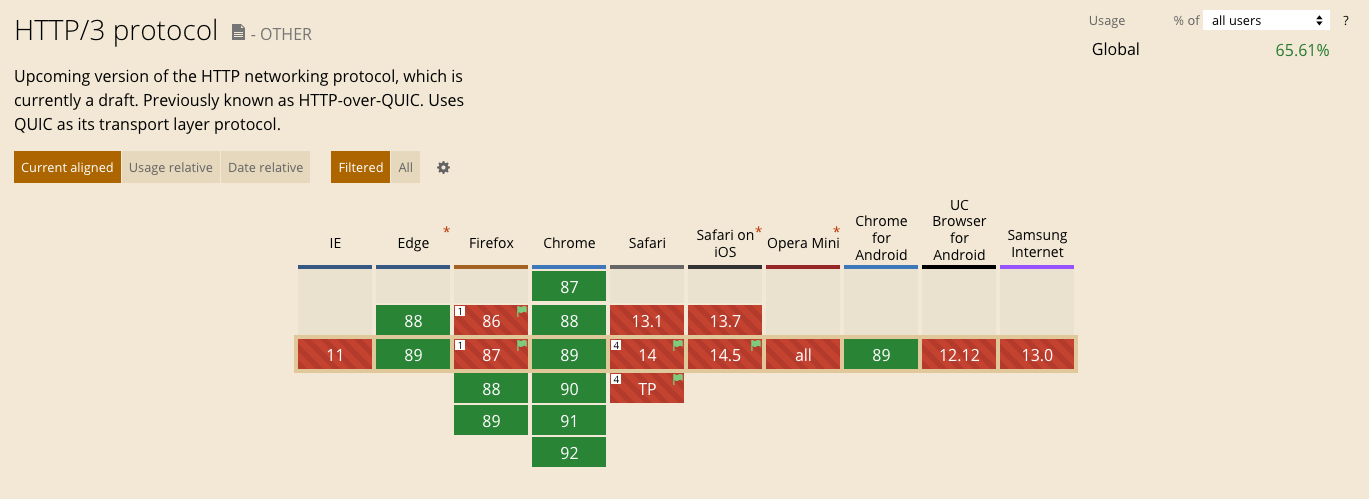 HTTP/3 protocol - OTHER
Usage % of all users ?
Global 65.61%
Upcoming version of the HTTP networking protocol, which is
currently a draft. Previously known as HTTP-over-QUIC. Uses
QUIC as its transport layer protocol.
Current aligned Usage relative Date relative Filtered All
IE
Edge *
Firefox
Chrome
Safari
Safari on *
iOS
Opera Mini *
Chrome
for
Android
UC
Browser
for
Android
Samsung
Internet
87
88 1 86 88 13.1 13.7
11 89 1 87 89 4 14 14.5 all 89 12.12 13.0
88 90 4 TP
89 91
92